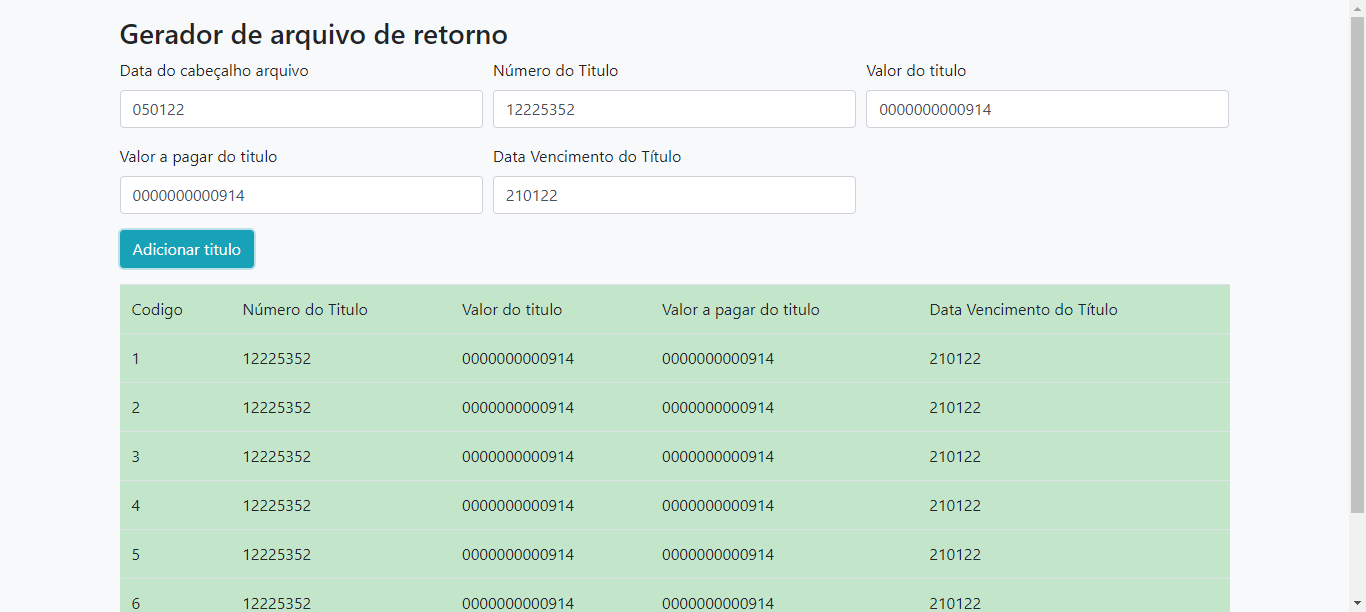 Gerador de arquivo de retorno
Data do cabeçalho arquivo Número do Titulo Valor do titulo
050122 12225352 0000000000914
Valor a pagar do titulo Data Vencimento do Título
0000000000914 210122
Adicionar titulo
Codigo Número do Titulo Valor do titulo Valor a pagar do titulo Data Vencimento do Título
1 12225352 0000000000914 0000000000914 210122
2 12225352 0000000000914 0000000000914 210122
3 12225352 0000000000914 0000000000914 210122
4 12225352 0000000000914 0000000000914 210122
5 12225352 0000000000914 0000000000914 210122
6 12225352 0000000000914 0000000000914 210122